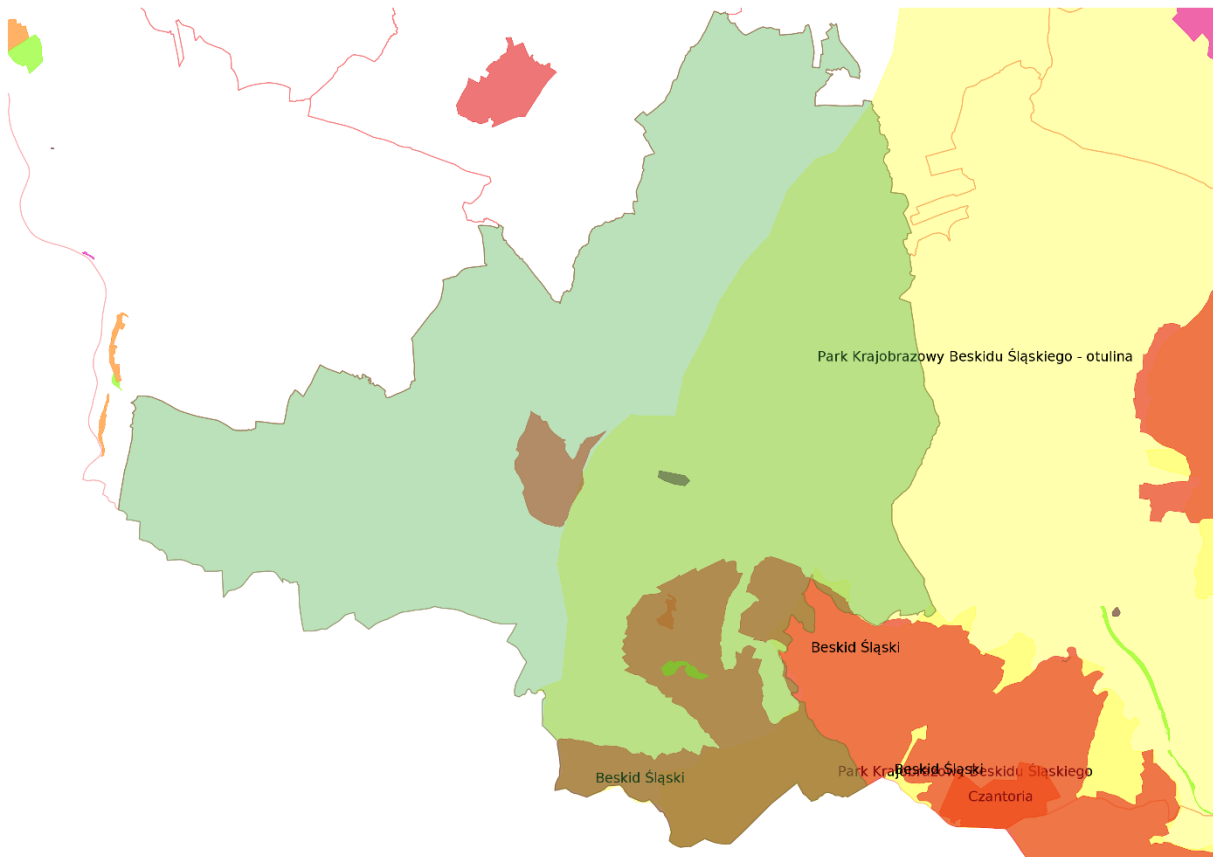 Park Krajobrazowy Beskidu Śląskiego - otulina
Beskid Śląski
Beskid Śląski
Park Krajobrazowy Beskidu Śląskiego
Beskid Śląski
Czantoria